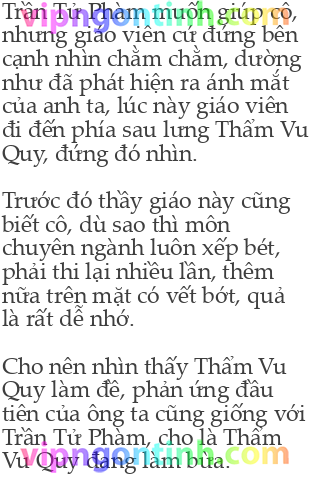 vipngontinh.com
Trần Tử Phàm muốn giúp cô,
nhưng giáo viên cứ đứng bên
cạnh nhìn chằm chằm, dường
như đã phát hiện ra ánh mắt
của anh ta, lúc này giáo viên
đi đến phía sau lưng Thẩm Vu
Quy, đứng đó nhìn.
Trước đó thầy giáo này cũng
biết cô, dù sao thì môn
chuyên ngành luôn xếp bét,
phải thi lại nhiều lần, thêm
nữa trên mặt có vết bớt, quả
là rất dễ nhớ.
Cho nên nhìn thấy Thẩm Vu
Quy làm đề, phản ứng đầu
tiên của ông ta cũng giống với
Trần Tử Phàm, cho là Thẩm
Vu Quy đang làm bừa.
vipngontinh.com